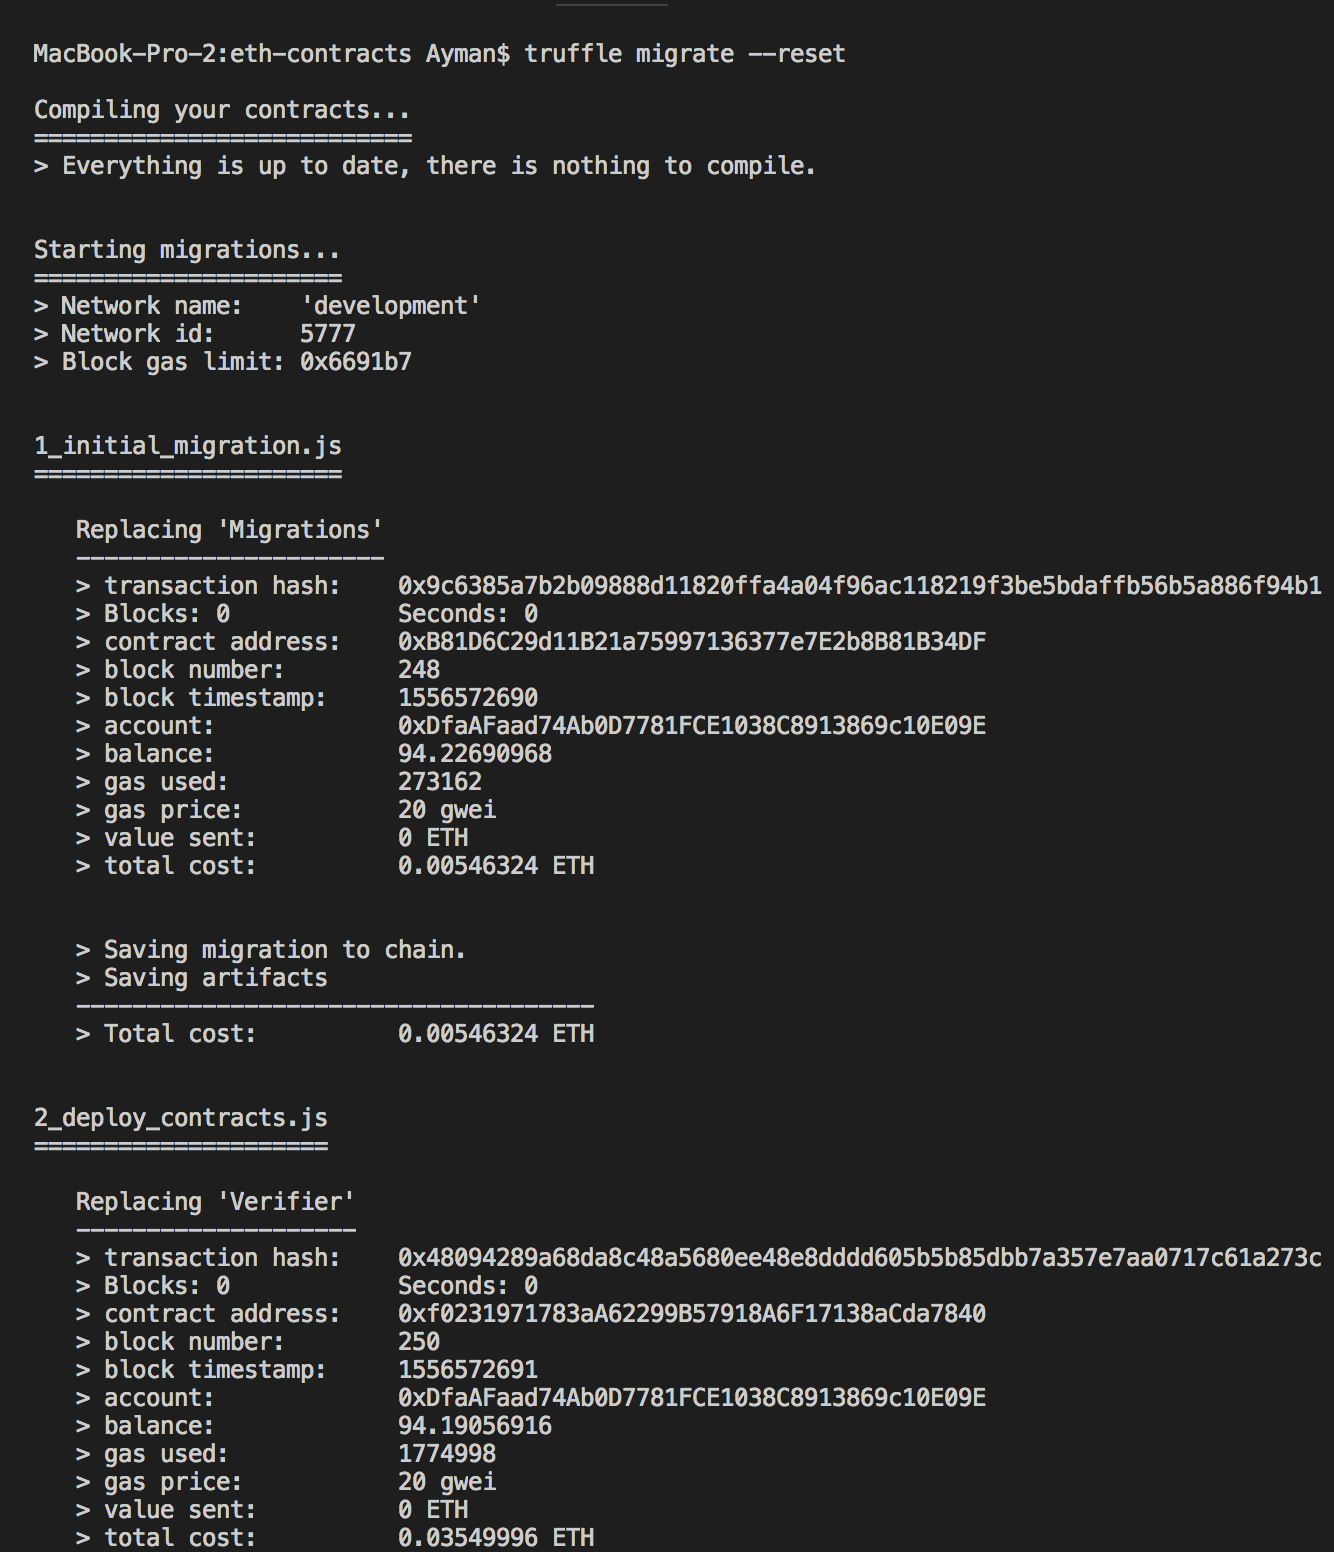 MacBook-Pro-2:eth-contracts Ayman$ truffle migrate --reset
Compiling your contracts...
===========================
> Everything is up to date, there is nothing to compile.
Starting migrations...
======================
> Network name:    'development'
> Network id:      5777
> Block gas limit: 0x6691b7
1_initial_migration.js
======================
Replacing 'Migrations'
----------------------
> transaction hash:    0x9c6385a7b2b09888d11820ffa4a04f96ac118219f3be5bdaffb56b5a886f94b1
> Blocks: 0            Seconds: 0
> contract address:    0xB81D6C29d11B21a75997136377e7E2b8B81B34DF
> block number:        248
> block timestamp:     1556572690
> account:             0xDfaAFaad74Ab0D7781FCE1038C8913869c10E09E
> balance:             94.22690968
> gas used:            273162
> gas price:           20 gwei
> value sent:          0 ETH
> total cost:          0.00546324 ETH
> Saving migration to chain.
> Saving artifacts
-------------------------------------
> Total cost:          0.00546324 ETH
2_deploy_contracts.js
=====================
Replacing 'Verifier'
--------------------
> transaction hash:    0x48094289a68da8c48a5680ee48e8dddd605b5b85dbb7a357e7aa0717c61a273c
> Blocks: 0            Seconds: 0
> contract address:    0xf0231971783aA62299B57918A6F17138aCda7840
> block number:        250
> block timestamp:     1556572691
> account:             0xDfaAFaad74Ab0D7781FCE1038C8913869c10E09E
> balance:             94.19056916
> gas used:            1774998
> gas price:           20 gwei
> value sent:          0 ETH
> total cost:          0.03549996 ETH